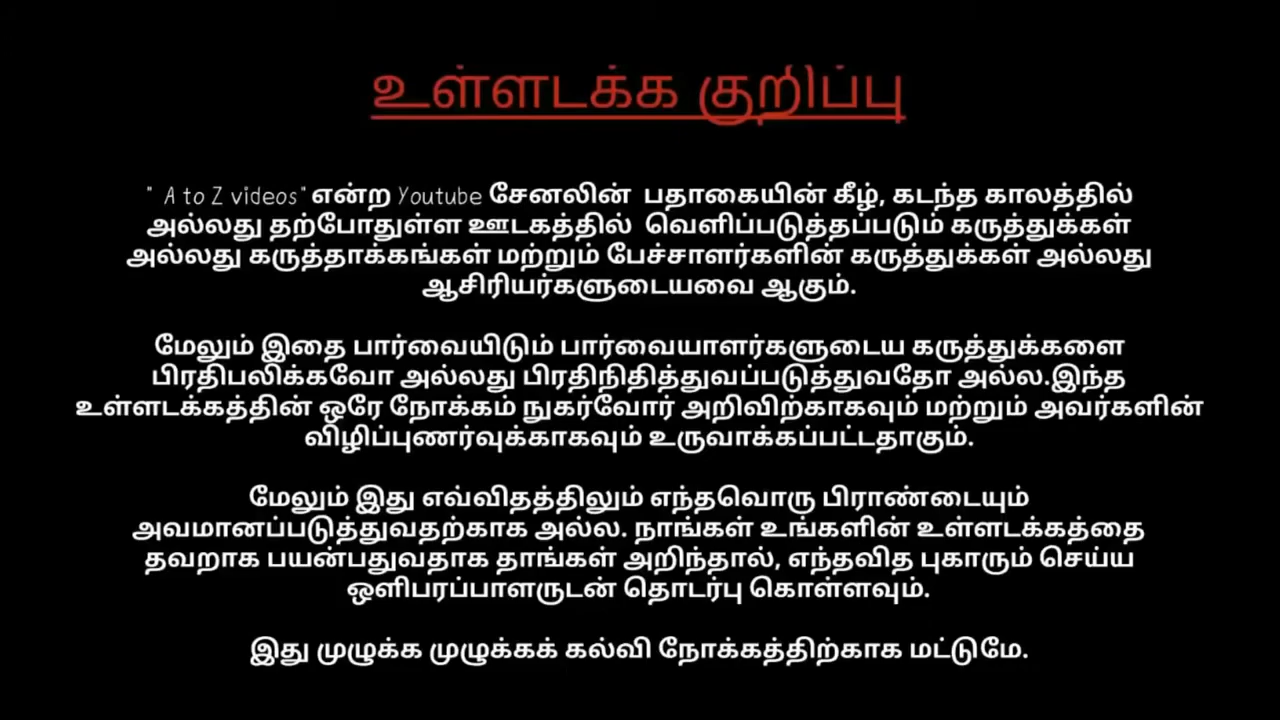 உள்ளடக்க குறிப்பு
" A to Z videos" என்ற Youtube சேனலின் பதாகையின் கீழ், கடந்த காலத்தில்
அல்லது தற்போதுள்ள ஊடகத்தில் வெளிப்படுத்தப்படும் கருத்துக்கள்
அல்லது கருத்தாக்கங்கள் மற்றும் பேச்சாளர்களின் கருத்துக்கள் அல்லது
ஆசிரியர்களுடையவை ஆகும்.
மேலும் இதை பார்வையிடும் பார்வையாளர்களுடைய கருத்துக்களை
பிரதிபலிக்கவோ அல்லது பிரதிநிதித்துவப்படுத்துவதோ அல்ல.இந்த
உள்ளடக்கத்தின் ஒரே நோக்கம் நுகர்வோர் அறிவிற்காகவும் மற்றும் அவர்களின்
விழிப்புணர்வுக்காகவும் உருவாக்கப்பட்டதாகும்.
மேலும் இது எவ்விதத்திலும் எந்தவொரு பிராண்டையும்
அவமானப்படுத்துவதற்காக அல்ல. நாங்கள் உங்களின் உள்ளடக்கத்தை
தவறாக பயன்பதுவதாக தாங்கள் அறிந்தால், எந்தவித புகாரும் செய்ய
ஒளிபரப்பாளருடன் தொடர்பு கொள்ளவும்.
இது முழுக்க முழுக்கக் கல்வி நோக்கத்திற்காக மட்டுமே.